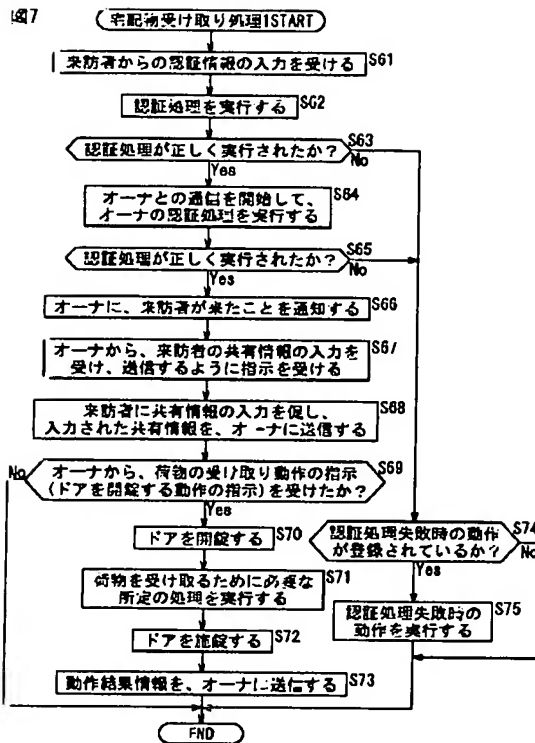 図7
宅配物受け取り処理1START
来訪者からの認証情報の入力を受ける
S61
認証処理を実行する
S62
認証処理が正しく実行されたか?
S63
No
Yes
オーナとの通信を開始して、
オーナの認証処理を実行する
S64
認証処理が正しく実行されたか?
S65
No
Yes
オーナに、来訪者が来たことを通知する
S66
オーナから、来訪者の共有情報の入力を
受け、送信するように指示を受ける
S67
来訪者に共有情報の入力を促し、
入力された共有情報を、オーナに送信する
S68
No
オーナから、荷物の受け取り動作の指示
(ドアを開錠する動作の指示)を受けたか?
S69
Yes
ドアを開錠する
S70
荷物を受け取るために必要な
所定の処理を実行する
S71
ドアを施錠する
S72
動作結果情報を、オーナに送信する
S73
認証処理失敗時の動作
が登録されているか?
S74
No
Yes
認証処理失敗時の
動作を実行する
S75
END